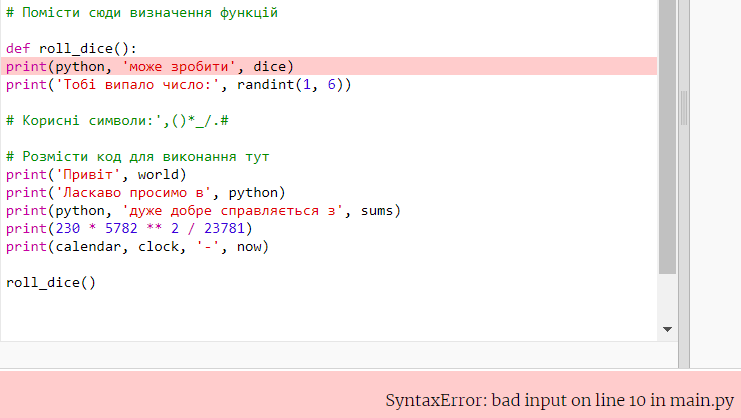 # Помісти сюди визначення функцій
def roll_dice():
print(python, 'може зробити', dice)
print('Тобі випало число:', randint(1, 6))
# Корисні символи:',()*_/.#
# Розмісти код для виконання тут
print('Привіт', world)
print('Ласкаво просимо в', python)
print(python, 'дуже добре справляється з', sums)
print(230 * 5782 ** 2 / 23781)
print(calendar, clock, '-', now)
roll_dice()
SyntaxError: bad input on line 10 in main.py